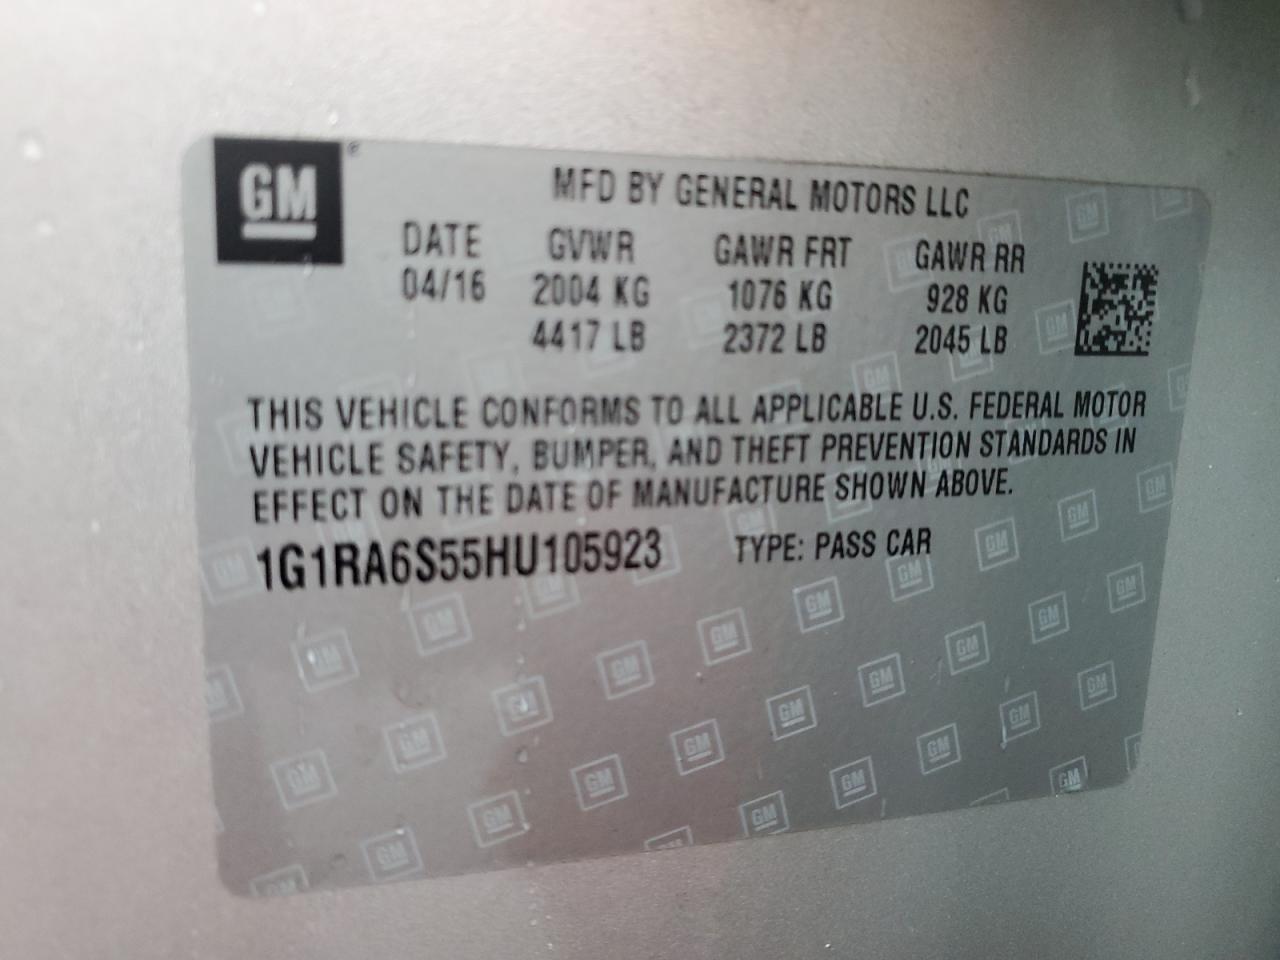 GM
MFD BY GENERAL MOTORS LLC
DATE GVWR GAWR FRT GAWR RR
04/16 2004 KG 1076 KG 928 KG
4417 LB 2372 LB 2045 LB
THIS VEHICLE CONFORMS TO ALL APPLICABLE U.S. FEDERAL MOTOR
VEHICLE SAFETY, BUMPER, AND THEFT PREVENTION STANDARDS IN
EFFECT ON THE DATE OF MANUFACTURE SHOWN ABOVE.
1G1RA6S55HU105923 TYPE: PASS CAR